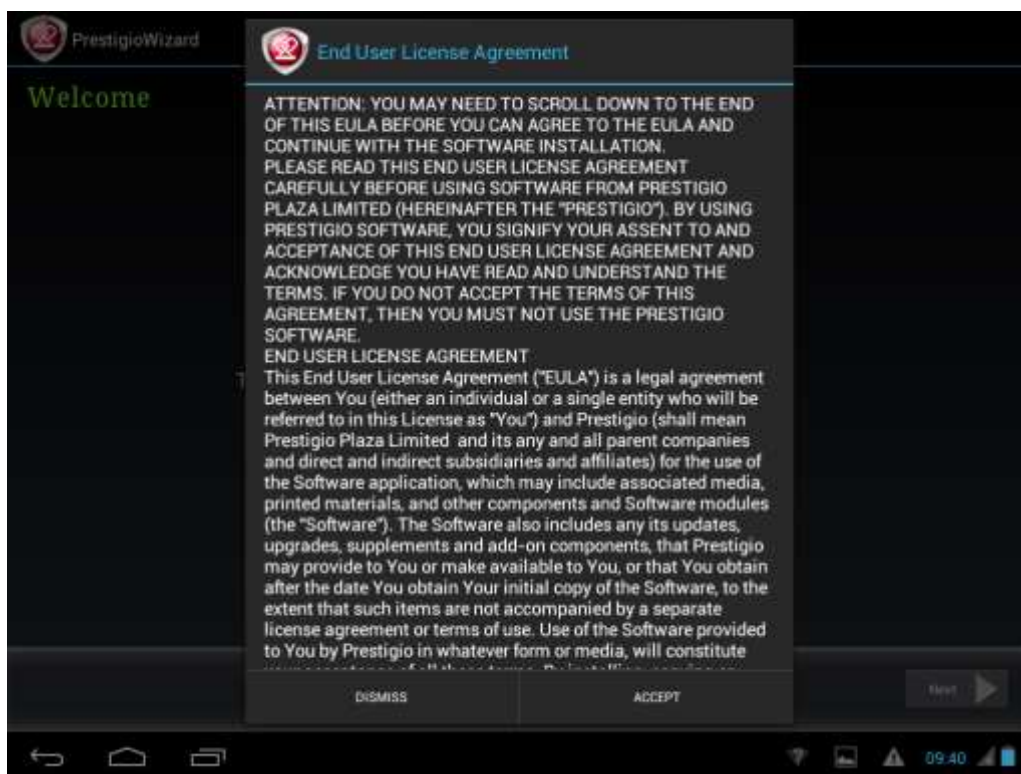 PrestigioWizard
End User License Agreement
Welcome
ATTENTION: YOU MAY NEED TO SCROLL DOWN TO THE END
OF THIS EULA BEFORE YOU CAN AGREE TO THE EULA AND
CONTINUE WITH THE SOFTWARE INSTALLATION.
PLEASE READ THIS END USER LICENSE AGREEMENT
CAREFULLY BEFORE USING SOFTWARE FROM PRESTIGIO
PLAZA LIMITED (HEREINAFTER THE "PRESTIGIO"). BY USING
PRESTIGIO SOFTWARE, YOU SIGNIFY YOUR ASSENT TO AND
ACCEPTANCE OF THIS END USER LICENSE AGREEMENT AND
ACKNOWLEDGE YOU HAVE READ AND UNDERSTAND THE
TERMS. IF YOU DO NOT ACCEPT THE TERMS OF THIS
AGREEMENT, THEN YOU MUST NOT USE THE PRESTIGIO
SOFTWARE.
END USER LICENSE AGREEMENT
This End User License Agreement ("EULA") is a legal agreement
between You (either an individual or a single entity who will be
referred to in this License as "You") and Prestigio (shall mean
Prestigio Plaza Limited and its any and all parent companies
and direct and indirect subsidiaries and affiliates) for the use of
the Software application, which may include associated media,
printed materials, and other components and Software modules
(the "Software"). The Software also includes any its updates,
upgrades, supplements and add-on components, that Prestigio
may provide to You or make available to You, or that You obtain
after the date You obtain Your initial copy of the Software, to the
extent that such items are not accompanied by a separate
license agreement or terms of use. Use of the Software provided
to You by Prestigio in whatever form or media, will constitute
DISMISS
ACCEPT
Next
09:40